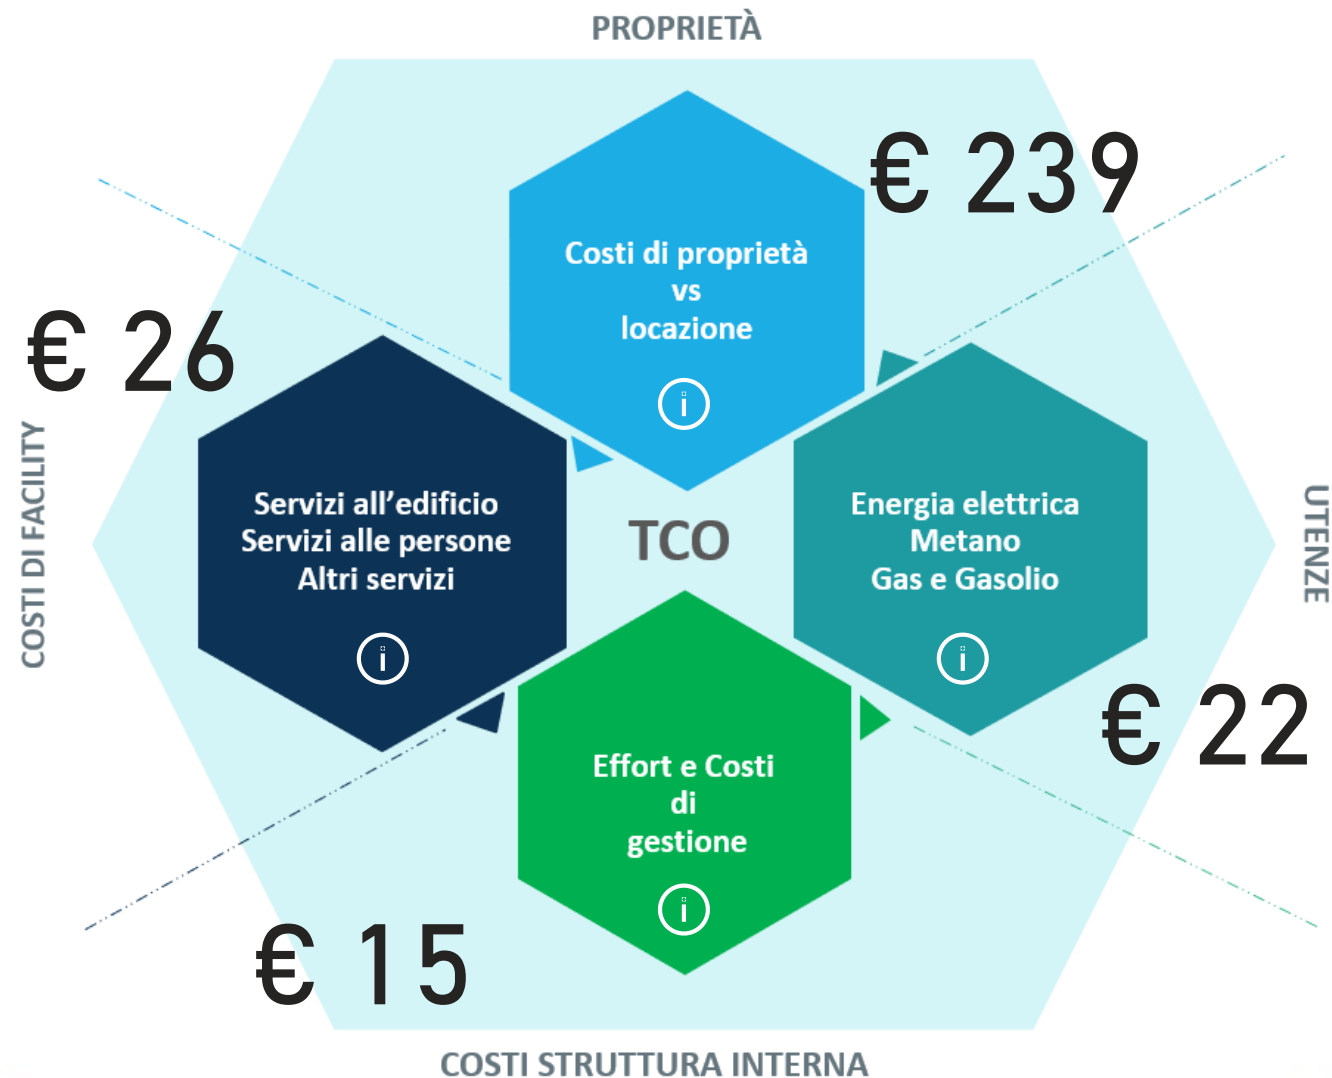 PROPRIETÀ
€ 239
Costi di proprietà
vs
locazione
i
€ 26
COSTI DI FACILITY
Servizi all’edificio
Servizi alle persone
Altri servizi
i
TCO
Energia elettrica
Metano
Gas e Gasolio
i
UTENZE
€ 22
Effort e Costi
di
gestione
i
€ 15
COSTI STRUTTURA INTERNA